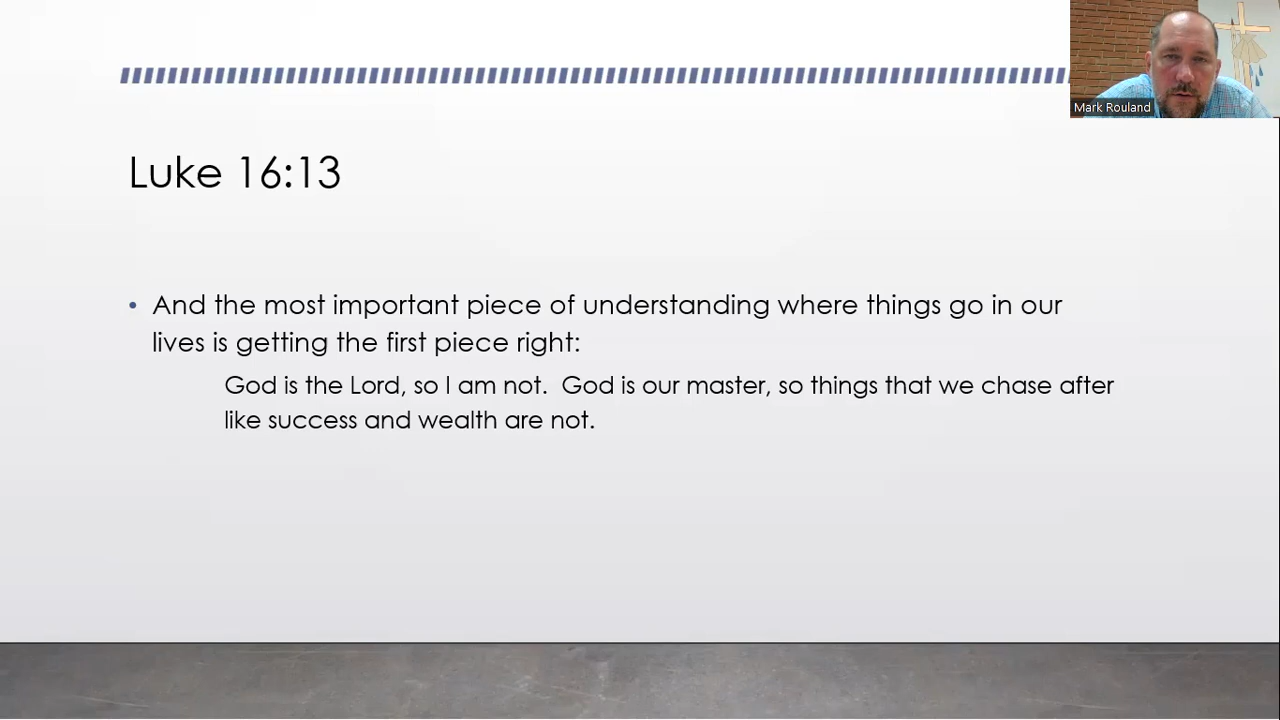 Mark Rouland
Luke 16:13
• And the most important piece of understanding where things go in our
lives is getting the first piece right:
God is the Lord, so I am not.  God is our master, so things that we chase after
like success and wealth are not.